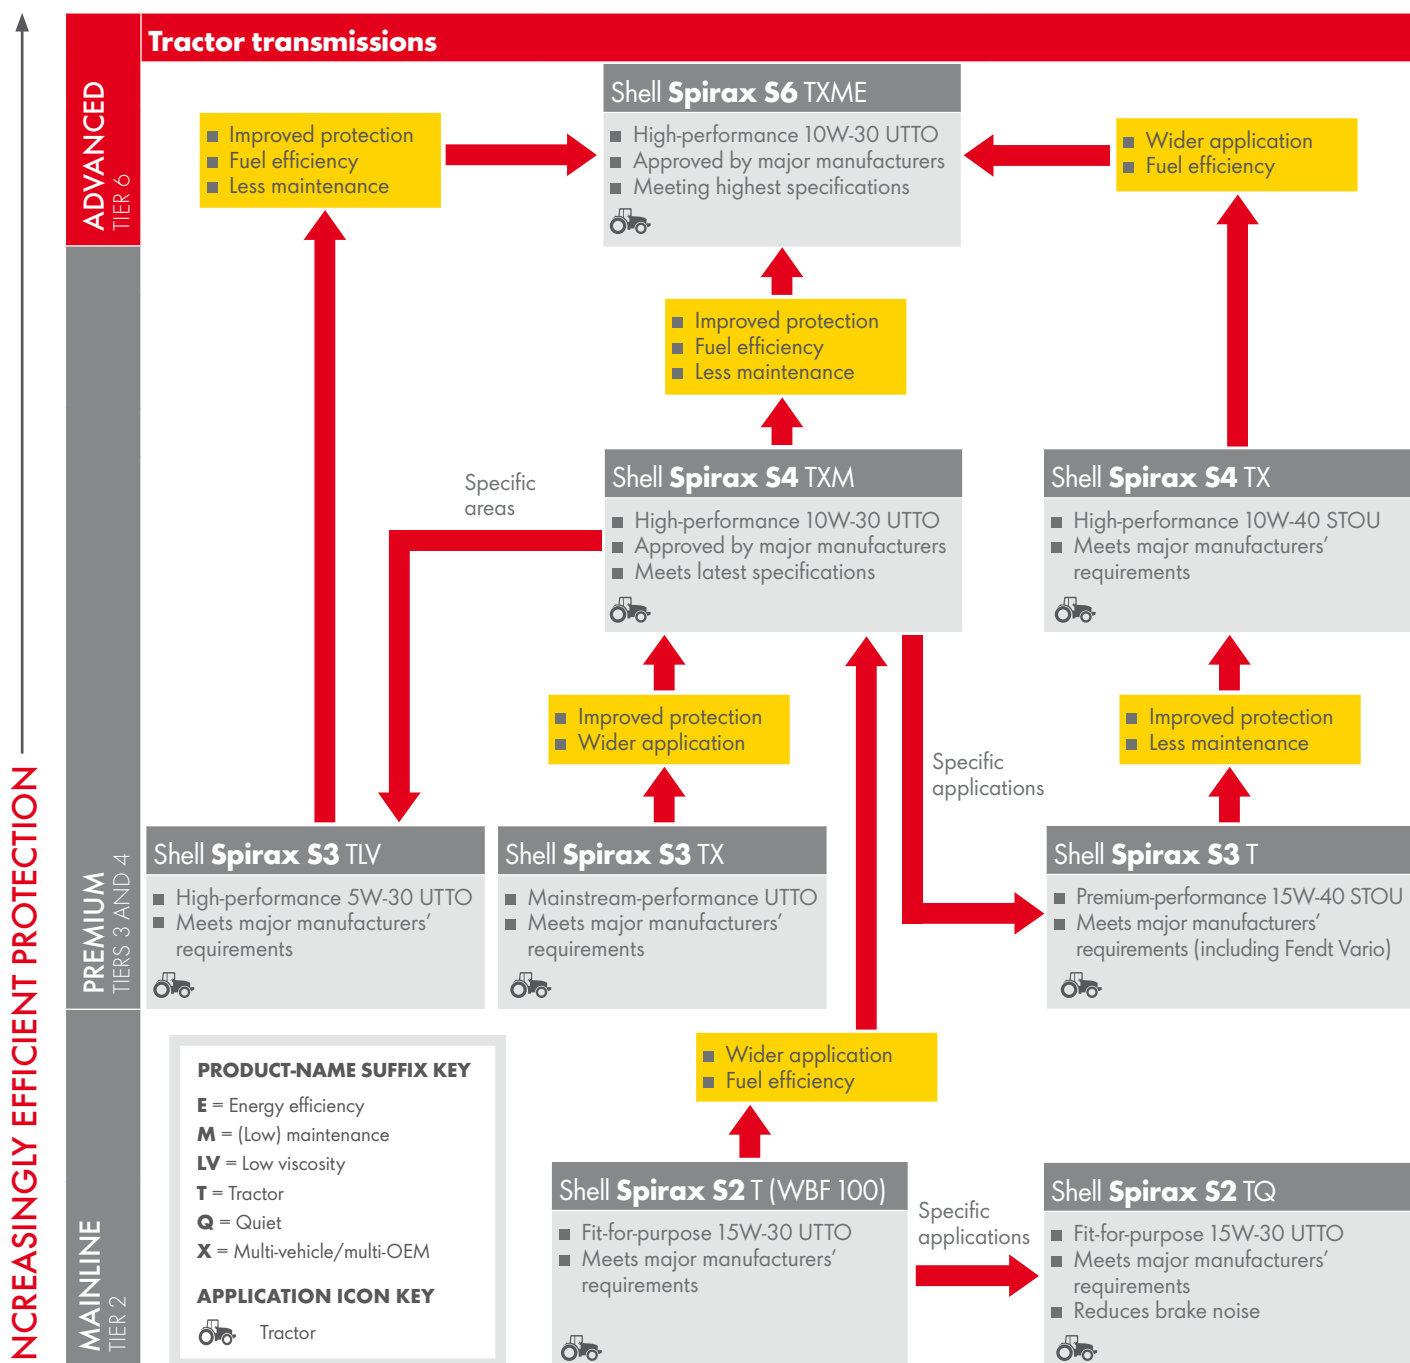 Tractor transmissions
ADVANCED
TIER 6
Shell Spirax S6 TXME
High-performance 10W-30 UTTO
Approved by major manufacturers
Meeting highest specifications
Improved protection
Fuel efficiency
Less maintenance
Wider application
Fuel efficiency
Improved protection
Fuel efficiency
Less maintenance
PREMIUM
TIERS 3 AND 4
Shell Spirax S4 TXM
High-performance 10W-30 UTTO
Approved by major manufacturers
Meets latest specifications
Shell Spirax S4 TX
High-performance 10W-40 STOU
Meets major manufacturers’
requirements
Specific
areas
Improved protection
Wider application
Specific
applications
Improved protection
Less maintenance
Shell Spirax S3 TLV
High-performance 5W-30 UTTO
Meets major manufacturers’
requirements
Shell Spirax S3 TX
Mainstream-performance UTTO
Meets major manufacturers’
requirements
Shell Spirax S3 T
Premium-performance 15W-40 STOU
Meets major manufacturers’
requirements (including Fendt Vario)
NCREASINGLY EFFICIENT PROTECTION
MAINLINE
TIER 2
Wider application
Fuel efficiency
Shell Spirax S2 T (WBF 100)
Fit-for-purpose 15W-30 UTTO
Meets major manufacturers’
requirements
Specific
applications
Shell Spirax S2 TQ
Fit-for-purpose 15W-30 UTTO
Meets major manufacturers’
requirements
Reduces brake noise
PRODUCT-NAME SUFFIX KEY
E = Energy efficiency
M = (Low) maintenance
LV = Low viscosity
T = Tractor
Q = Quiet
X = Multi-vehicle/multi-OEM
APPLICATION ICON KEY
Tractor